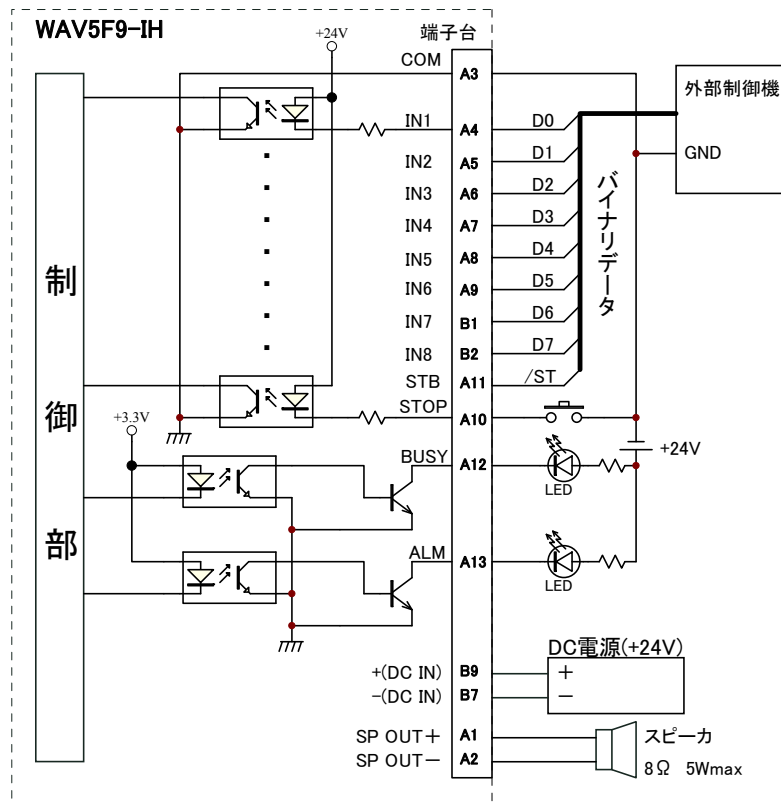 WAV5F9-IH
+24V
端子台
COM
A3
外部制御機
IN1
A4
D0
IN2
A5
D1
GND
IN3
A6
D2
IN4
A7
D3
IN5
A8
D4
IN6
A9
D5
IN7
B1
D6
IN8
B2
D7
バイナリデータ
STB
A11
/ST
STOP
A10
制御部
+3.3V
+24V
BUSY
A12
LED
ALM
A13
LED
DC電源(+24V)
+(DC IN)
B9
+
-(DC IN)
B7
-
SP OUT+
A1
スピーカ
SP OUT-
A2
8Ω 5Wmax